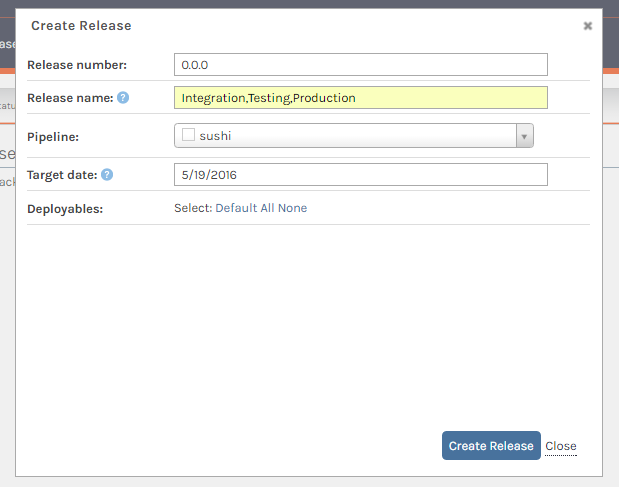 Create Release
Release number:
0.0.0
Release name:
Integration,Testing,Production
Pipeline:
sushi
Target date:
5/19/2016
Deployables:
Select: Default All None
Create Release Close